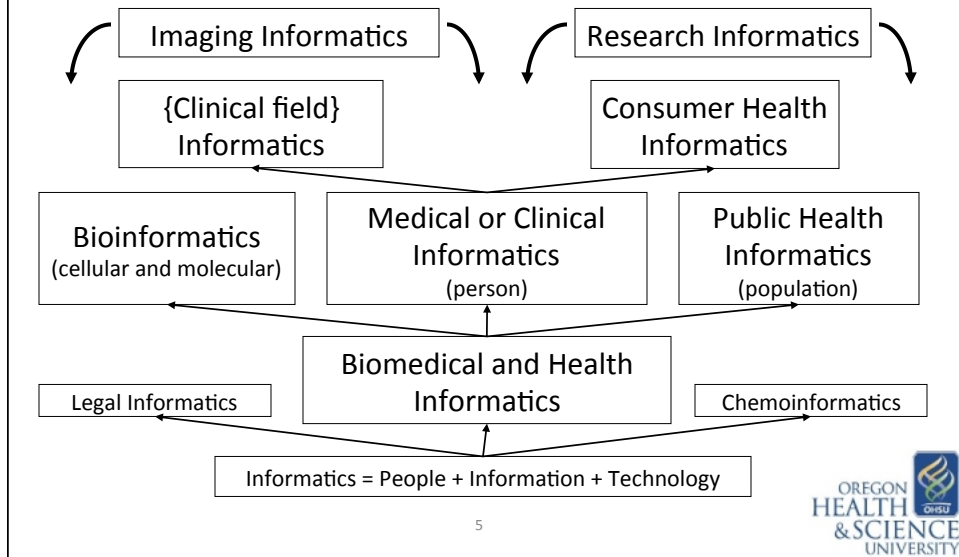 Imaging Informatics
Research Informatics
{Clinical field}
Informatics
Consumer Health
Informatics
Bioinformatics
(cellular and molecular)
Medical or Clinical
Informatics
(person)
Public Health
Informatics
(population)
Biomedical and Health
Informatics
Legal Informatics
Chemoinformatics
Informatics = People + Information + Technology
5
OREGON
HEALTH
&SCIENCE
UNIVERSITY
OHSU